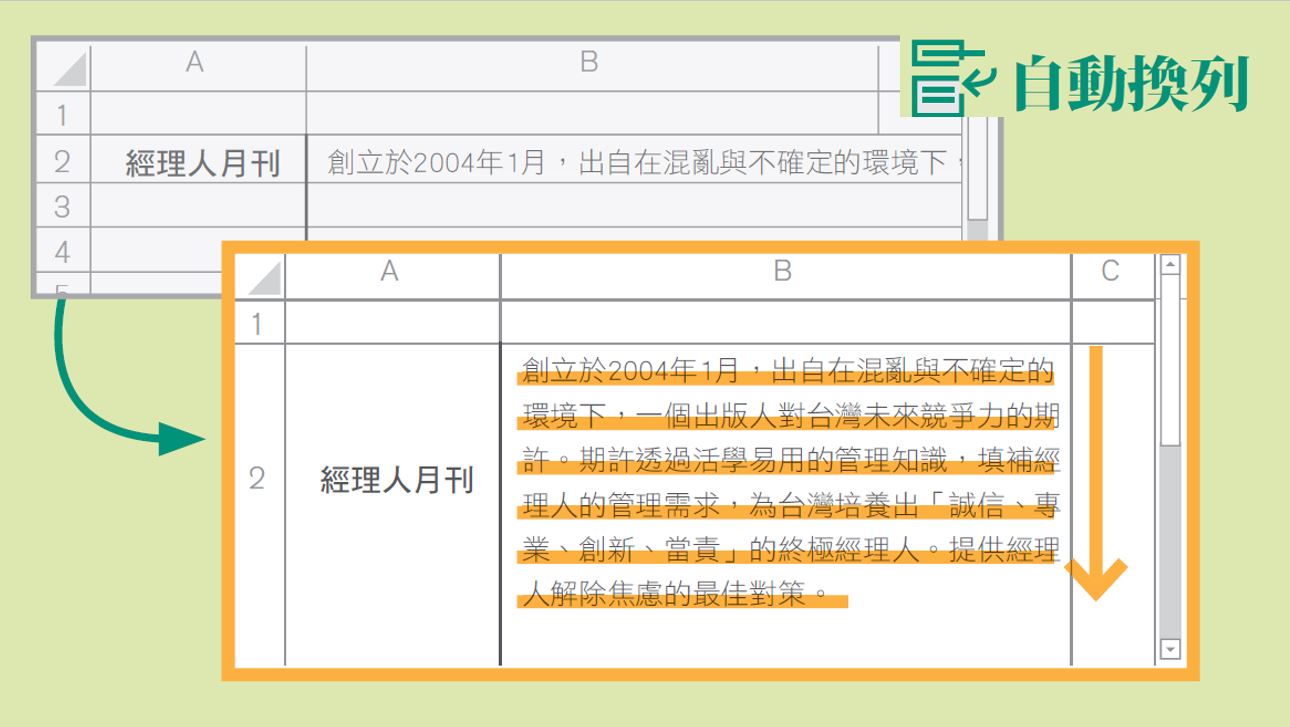 自動換列
A B
1
2 經理人月刊 創立於2004年1月，出自在混亂與不確定的環境下，
3
4
5
A B C
1
2 經理人月刊
創立於2004年1月，出自在混亂與不確定的
環境下，一個出版人對台灣未來競爭力的期
許。期許透過活學易用的管理知識，填補經
理人的管理需求，為台灣培養出「誠信、專
業、創新、當責」的終極經理人。提供經理
人解除焦慮的最佳對策。